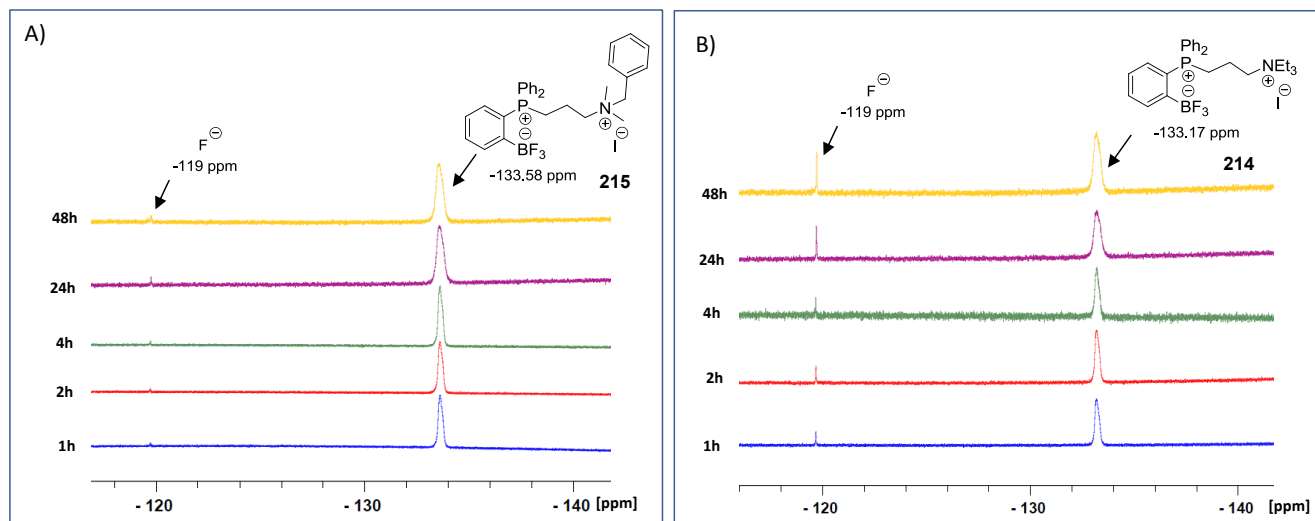 A)
Ph2
P
+
N
+
−
BF3
I−
F−
-119 ppm
-133.58 ppm
215
48h
24h
4h
2h
1h
- 120
- 130
- 140
[ppm]
B)
Ph2
P
+
NEt3
+
−
BF3
I−
F−
-119 ppm
-133.17 ppm
214
48h
24h
4h
2h
1h
- 120
- 130
- 140
[ppm]